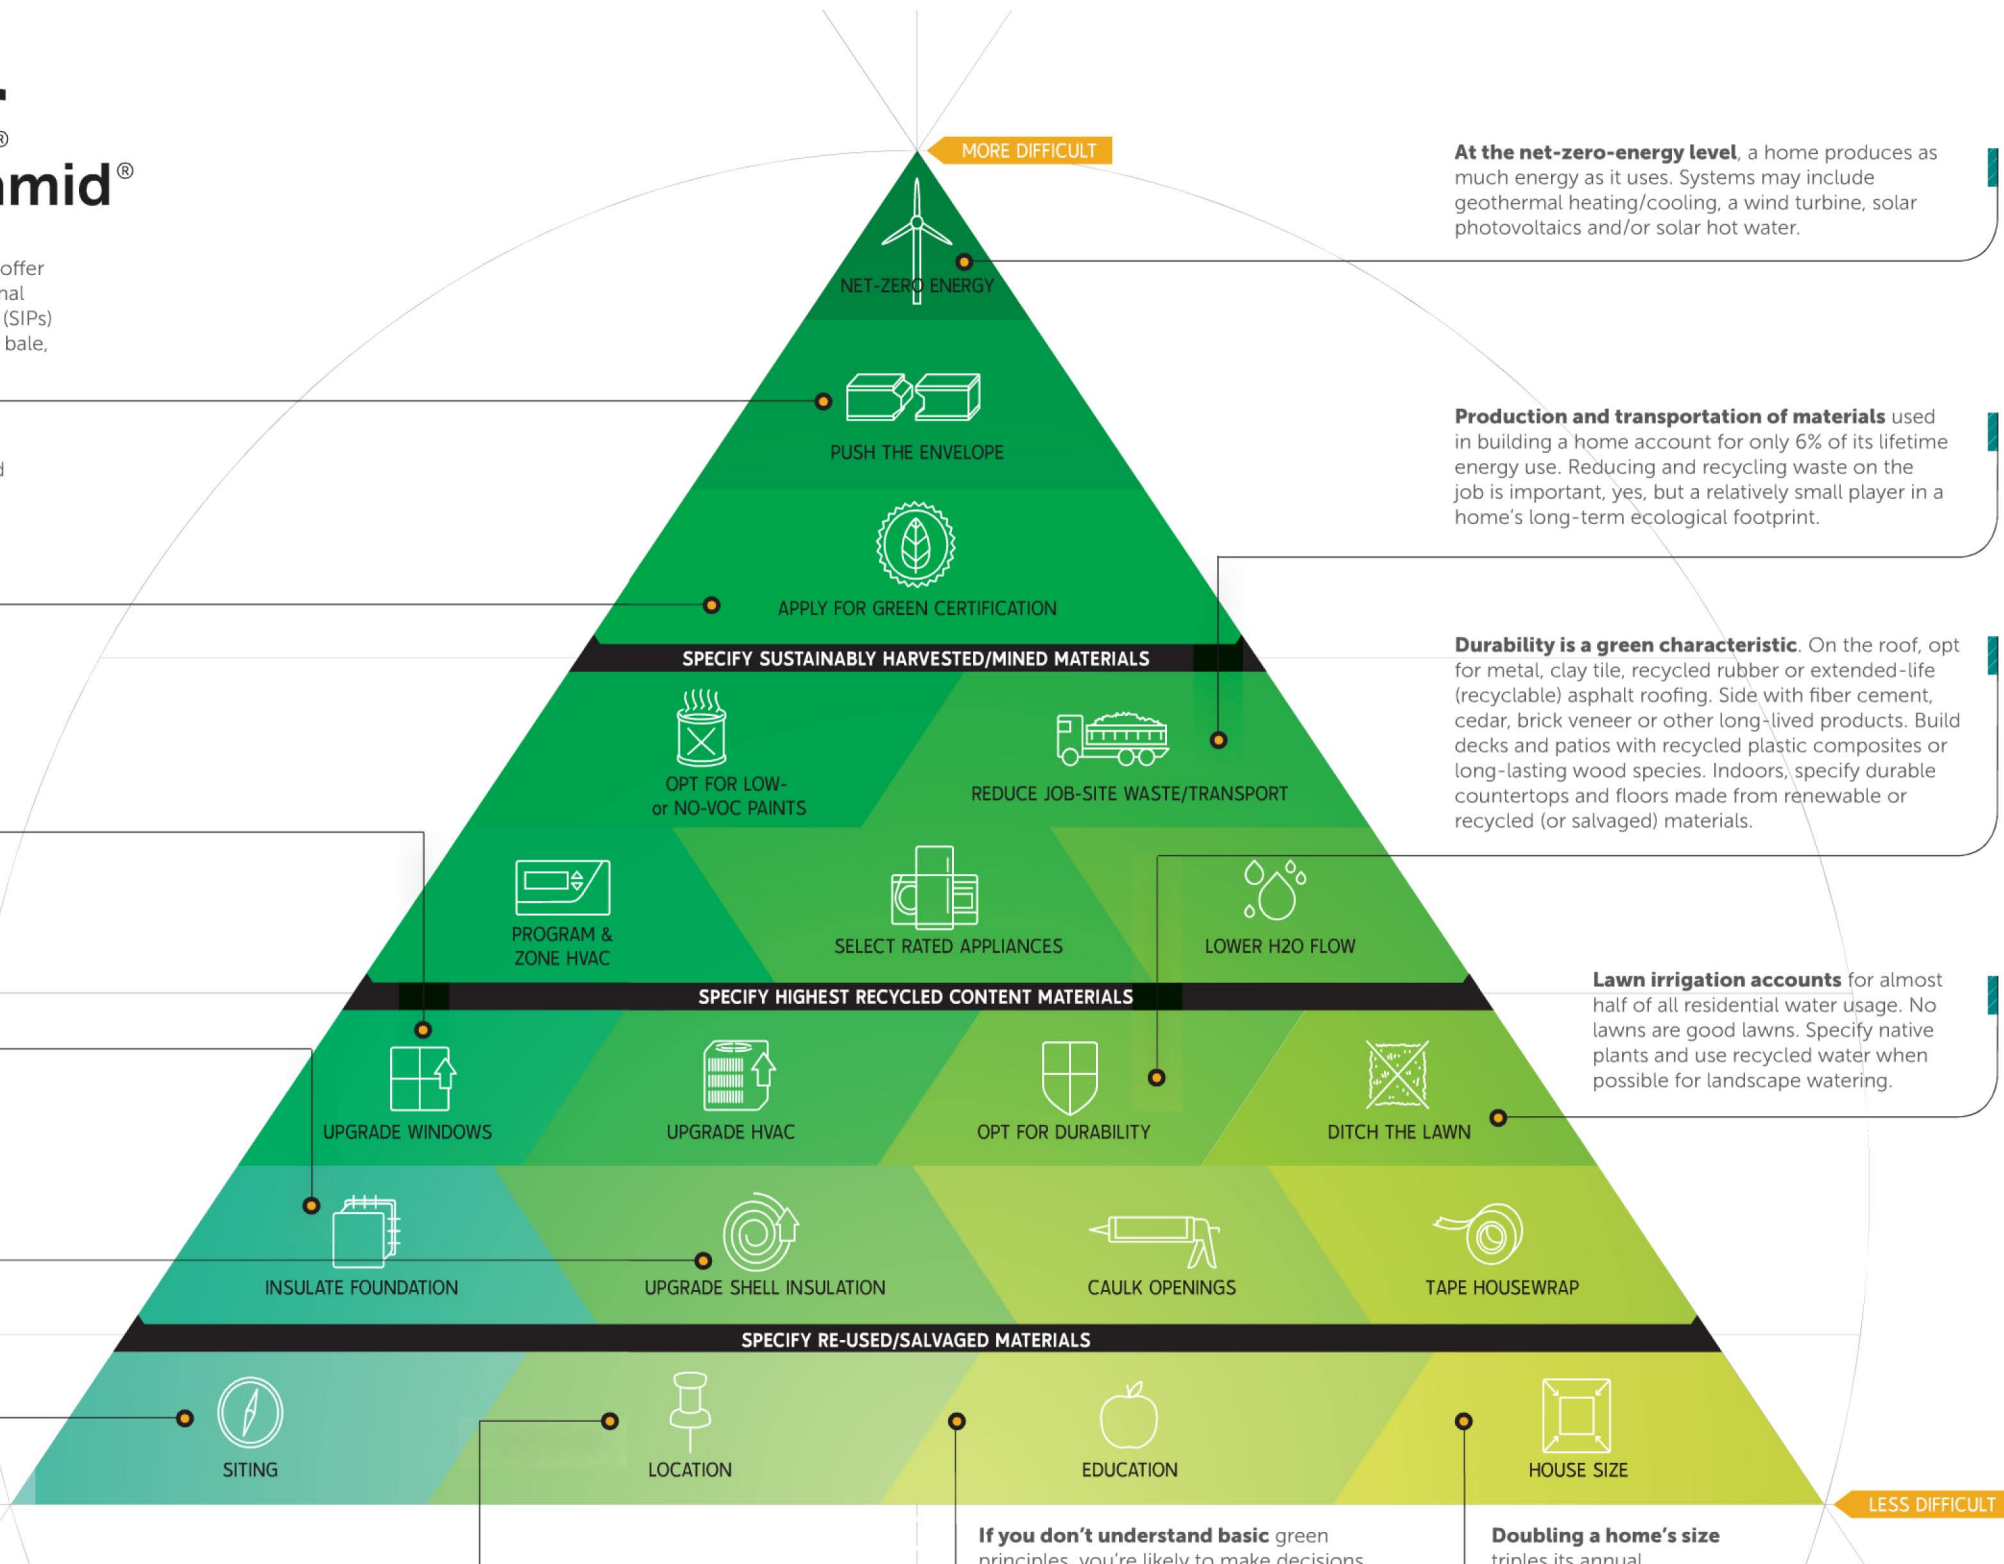 ®
mid®
offer
(SIPs)
bale,
MORE DIFFICULT
At the net-zero-energy level, a home produces as
much energy as it uses. Systems may include
geothermal heating/cooling, a wind turbine, solar
photovoltaics and/or solar hot water.
NET-ZERO ENERGY
PUSH THE ENVELOPE
Production and transportation of materials used
in building a home account for only 6% of its lifetime
energy use. Reducing and recycling waste on the
job is important, yes, but a relatively small player in a
home's long-term ecological footprint.
APPLY FOR GREEN CERTIFICATION
SPECIFY SUSTAINABLY HARVESTED/MINED MATERIALS
Durability is a green characteristic. On the roof, opt
for metal, clay tile, recycled rubber or extended-life
(recyclable) asphalt roofing. Side with fiber cement,
cedar, brick veneer or other long-lived products. Build
decks and patios with recycled plastic composites or
long-lasting wood species. Indoors, specify durable
countertops and floors made from renewable or
recycled (or salvaged) materials.
OPT FOR LOW-
or NO-VOC PAINTS
REDUCE JOB-SITE WASTE/TRANSPORT
PROGRAM &
ZONE HVAC
SELECT RATED APPLIANCES
LOWER H2O FLOW
SPECIFY HIGHEST RECYCLED CONTENT MATERIALS
Lawn irrigation accounts for almost
half of all residential water usage. No
lawns are good lawns. Specify native
plants and use recycled water when
possible for landscape watering.
UPGRADE WINDOWS
UPGRADE HVAC
OPT FOR DURABILITY
DITCH THE LAWN
INSULATE FOUNDATION
UPGRADE SHELL INSULATION
CAULK OPENINGS
TAPE HOUSEWRAP
SPECIFY RE-USED/SALVAGED MATERIALS
SITING
LOCATION
EDUCATION
HOUSE SIZE
LESS DIFFICULT
If you don't understand basic green
principles, you're likely to make decisions
Doubling a home's size
triples its annual